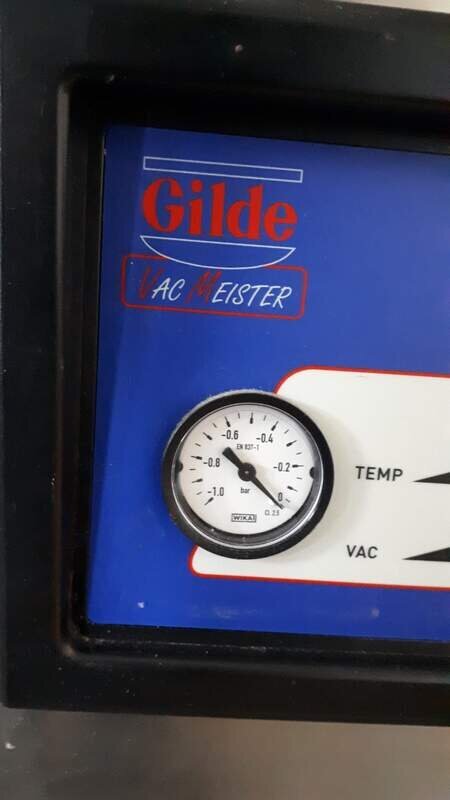 Gilde
VAC MEISTER
-0.6 -0.4
EN 837-1
-0.8 -0.2
-1.0 bar 0
CL 2.5
WIKA
TEMP
VAC